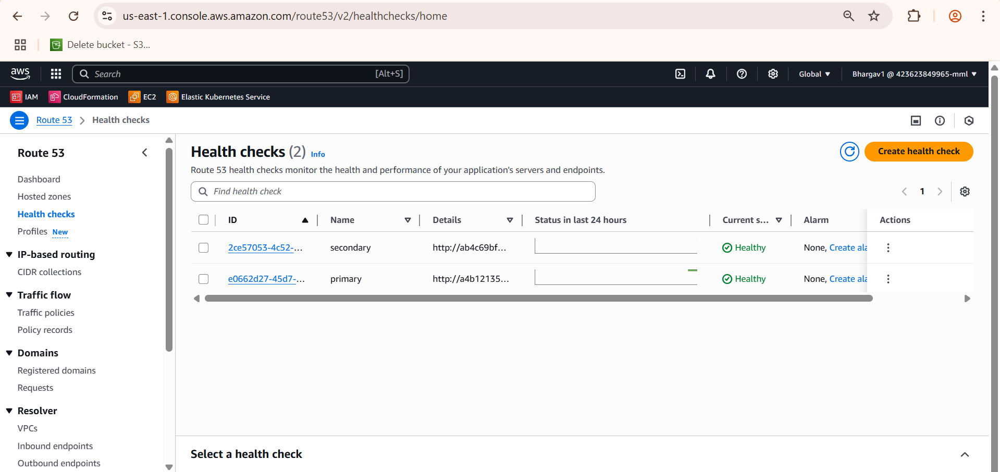 us-east-1.console.aws.amazon.com/route53/v2/healthchecks/home
Delete bucket - S3...
aws
Search [Alt+S]
Global
Bhargav1 @ 423623849965-mml
IAM
CloudFormation
EC2
Elastic Kubernetes Service
Route 53
Health checks
Route 53
Dashboard
Hosted zones
Health checks
Profiles New
IP-based routing
CIDR collections
Traffic flow
Traffic policies
Policy records
Domains
Registered domains
Requests
Resolver
VPCs
Inbound endpoints
Outbound endpoints
Health checks (2) Info
Create health check
Route 53 health checks monitor the health and performance of your application's servers and endpoints.
Find health check
1
ID Name Details Status in last 24 hours Current s... Alarm Actions
2ce57053-4c52-... secondary http://ab4c69bf... Healthy None, Create ala
e0662d27-45d7-... primary http://a4b12135... Healthy None, Create ala
Select a health check